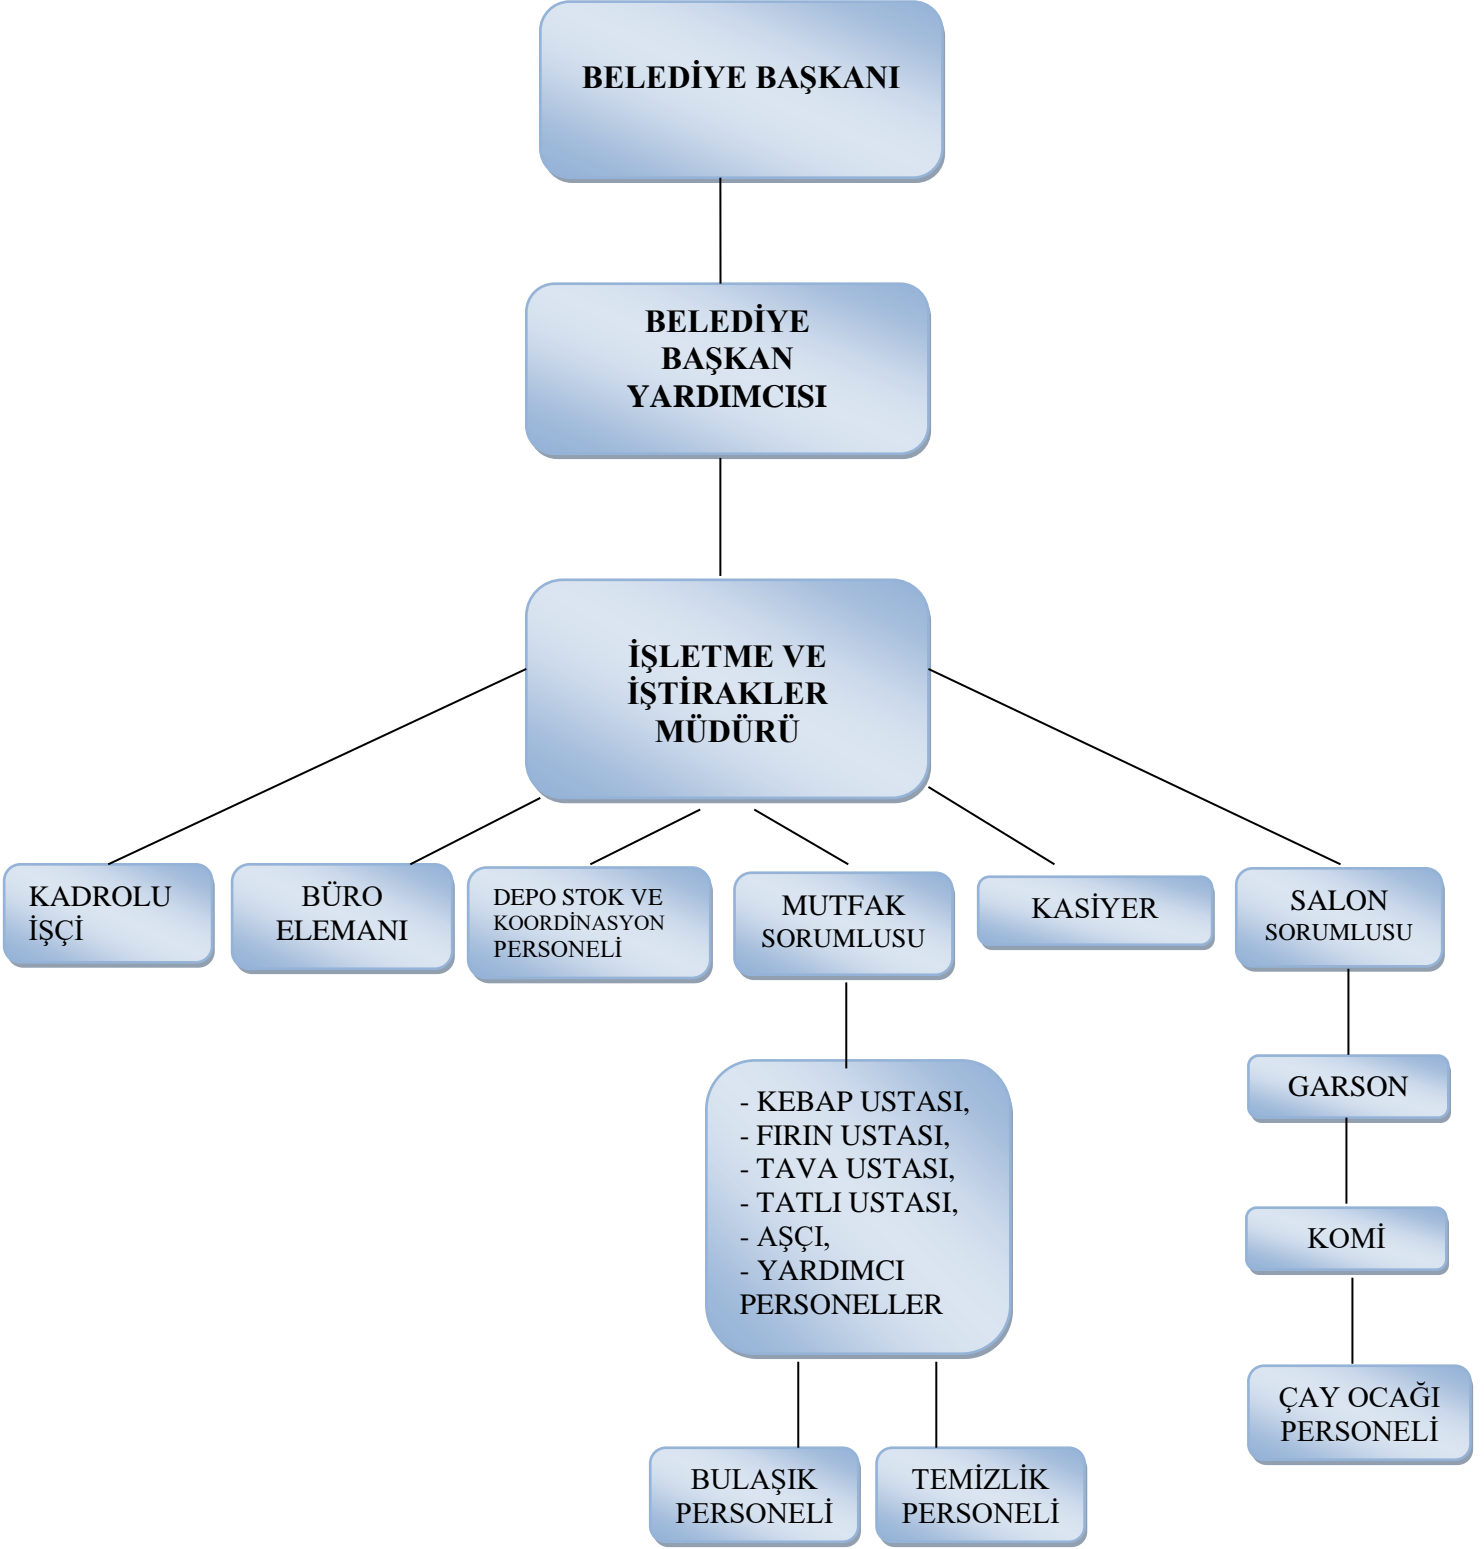 BELEDİYE BAŞKANI
BELEDİYE
BAŞKAN
YARDIMCISI
İŞLETME VE
İŞTİRAKLER
MÜDÜRÜ
KADROLU
İŞÇİ
BÜRO
ELEMANI
DEPO STOK VE
KOORDİNASYON
PERSONELİ
MUTFAK
SORUMLUSU
KASİYER
SALON
SORUMLUSU
- KEBAP USTASI,
- FIRIN USTASI,
- TAVA USTASI,
- TATLI USTASI,
- AŞÇI,
- YARDIMCI
PERSONELLER
GARSON
KOMİ
ÇAY OCAĞI
PERSONELİ
BULAŞIK
PERSONELİ
TEMİZLİK
PERSONELİ